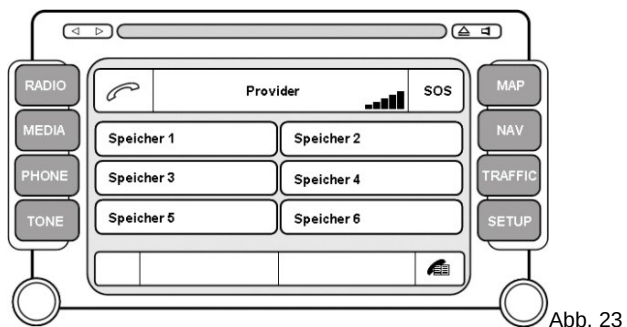 RADIO
MEDIA
PHONE
TONE
Provider SOS
Speicher 1 Speicher 2
Speicher 3 Speicher 4
Speicher 5 Speicher 6
MAP
NAV
TRAFFIC
SETUP
Abb. 23